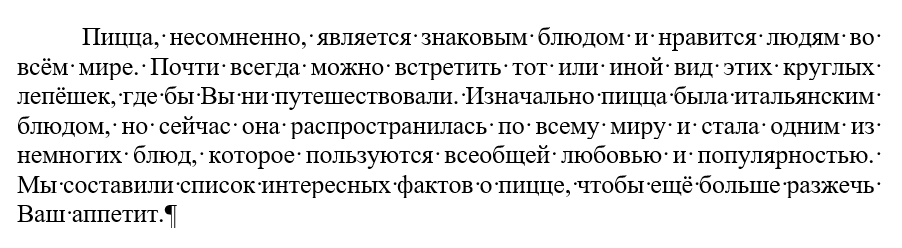 Пицца, несомненно, является знаковым блюдом и нравится людям во
всём мире. Почти всегда можно встретить тот или иной вид этих круглых
лепёшек, где бы Вы ни путешествовали. Изначально пицца была итальянским
блюдом, но сейчас она распространилась по всему миру и стала одним из
немногих блюд, которое пользуются всеобщей любовью и популярностью.
Мы составили список интересных фактов о пицце, чтобы ещё больше разжечь
Ваш аппетит.¶